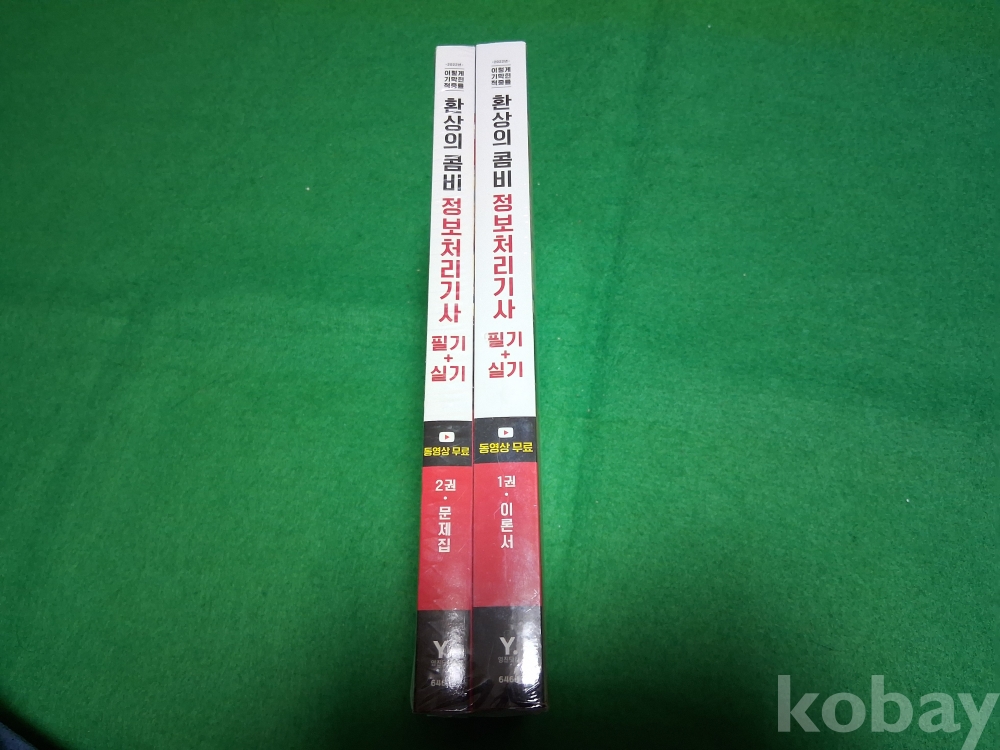 이렇게
기막힌
적중률
환상의 콤비 정보처리기사
필기
+
실기
동영상 무료
2권 · 문제집
Y.
이렇게
기막힌
적중률
환상의 콤비 정보처리기사
필기
+
실기
동영상 무료
1권 · 이론서
Y.
kobay